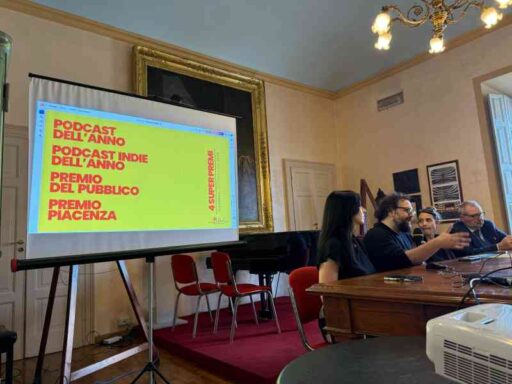 PODCAST
DELL'ANNO
PODCAST INDIE
DELL'ANNO
PREMIO
DEL PUBBLICO
PREMIO
PIACENZA
4 SUPER PREMI